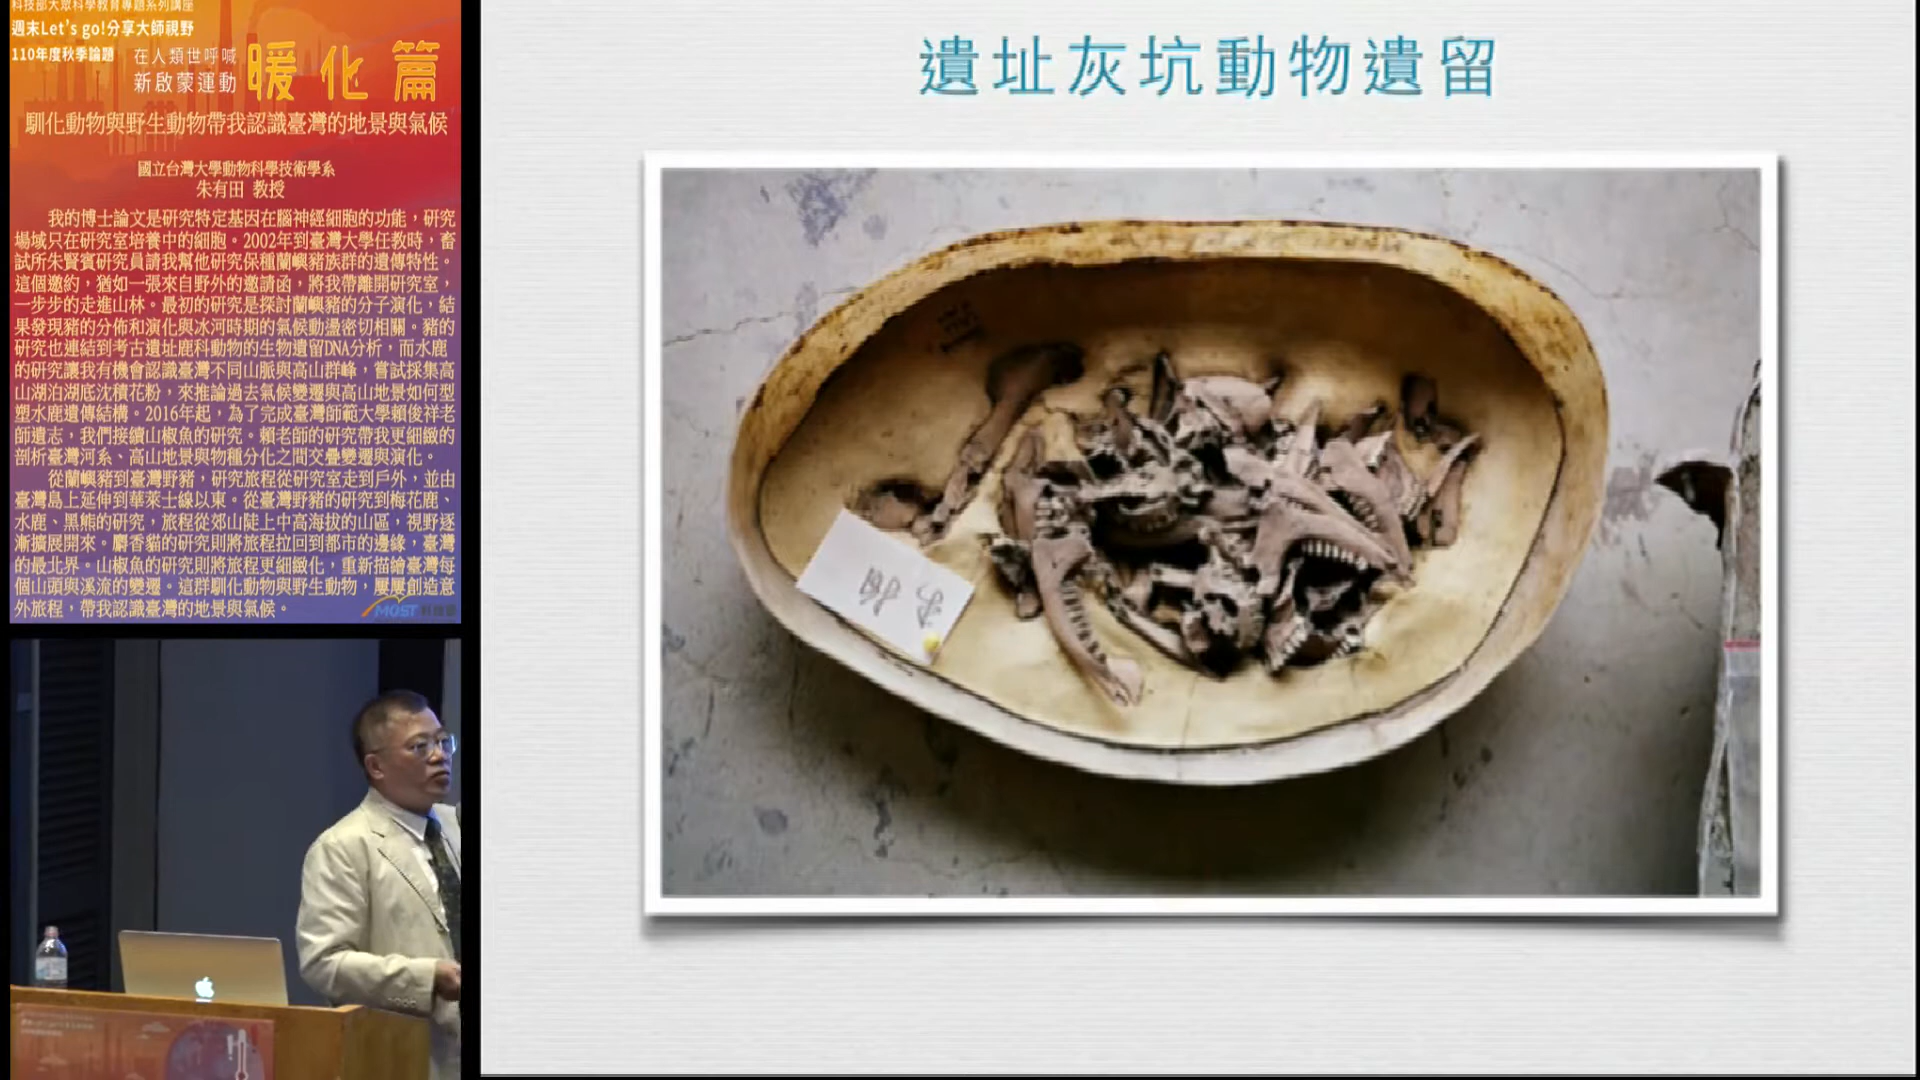 科技部大眾科學教育專題系列講座
週末Let's go!分享大師視野
110年度秋季論題
在人類世呼喊
新啟蒙運動
暖化篇
馴化動物與野生動物帶我認識臺灣的地景與氣候
國立台灣大學動物科學技術學系
朱有田 教授
我的博士論文是研究特定基因在腦神經細胞的功能，研究
場域只在研究室培養中的細胞。2002年到臺灣大學任教時，畜
試所朱賢賓研究員請我幫他研究保種蘭嶼豬族群的遺傳特性。
這個邀約，猶如一張來自野外的邀請函，將我帶離開研究室，
一步步的走進山林。最初的研究是探討蘭嶼豬的分子演化，結
果發現豬的分佈和演化與冰河時期的氣候動盪密切相關。豬的
研究也連結到考古遺址鹿科動物的生物遺留DNA分析，而水鹿
的研究讓我有機會認識臺灣不同山脈與高山群峰，嘗試採集高
山湖泊湖底沈積花粉，來推論過去氣候變遷與高山地景如何型
塑水鹿遺傳結構。2016年起，為了完成臺灣師範大學賴俊祥老
師遺志，我們接續山椒魚的研究。賴老師的研究帶我更細緻的
剖析臺灣河系、高山地景與物種分化之間交疊變遷與演化。
從蘭嶼豬到臺灣野豬，研究旅程從研究室走到戶外，並由
臺灣島上延伸到華萊士線以東。從臺灣野豬的研究到梅花鹿、
水鹿、黑熊的研究，旅程從郊山陡上中高海拔的山區，視野逐
漸擴展開來。麝香貓的研究則將旅程拉回到都市的邊緣，臺灣
的最北界。山椒魚的研究則將旅程更細緻化，重新描繪臺灣每
個山頭與溪流的變遷。這群馴化動物與野生動物，屢屢創造意
外旅程，帶我認識臺灣的地景與氣候。
MOST 科技部
遺址灰坑動物遺留